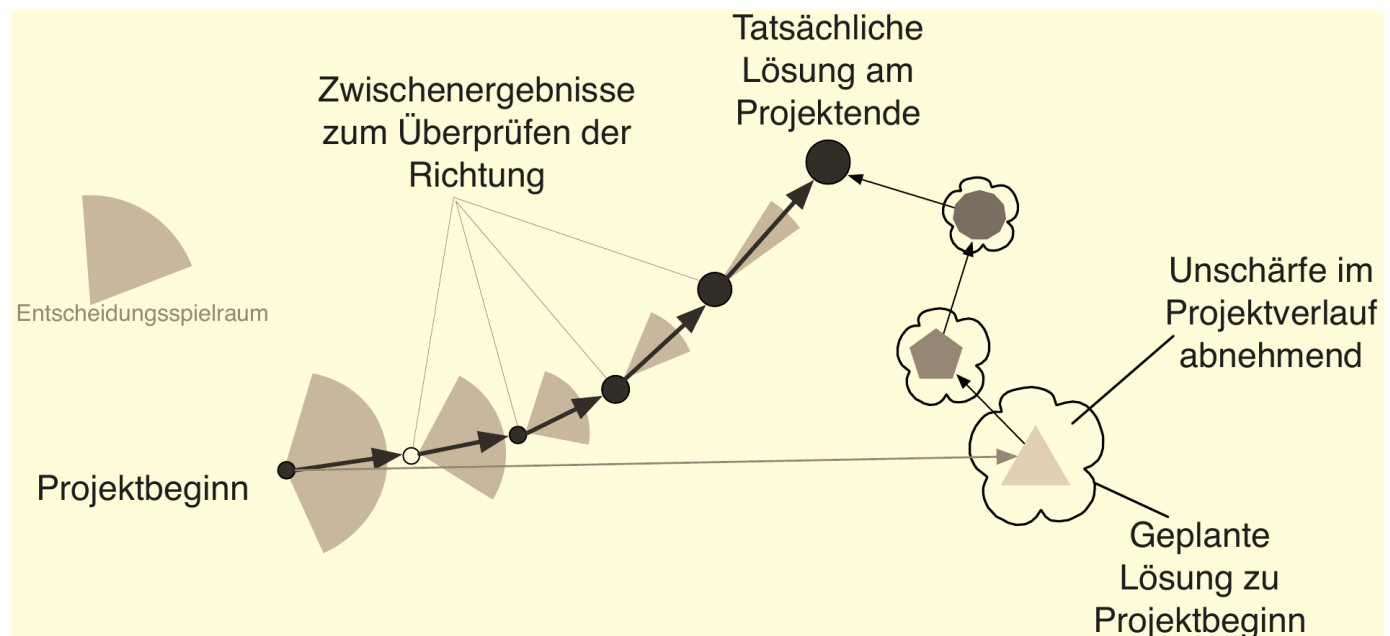 Tatsächliche
Lösung am
Projektende
Zwischenergebnisse
zum Überprüfen der
Richtung
Unschärfe im
Projektverlauf
abnehmend
Entscheidungsspielraum
Projektbeginn
Geplante
Lösung zu
Projektbeginn